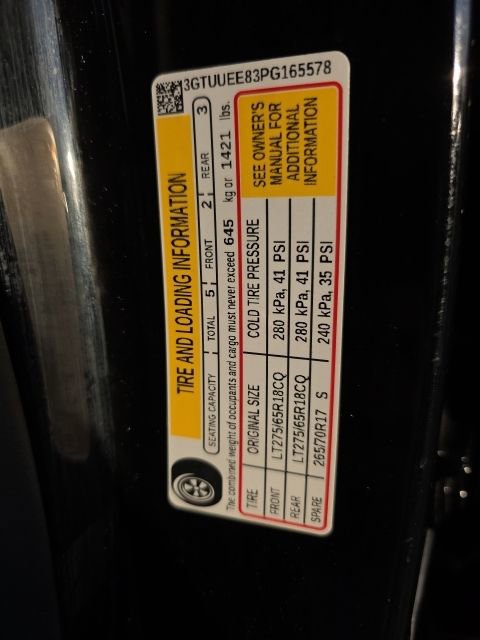 3GTUUEE83PG165578
TIRE AND LOADING INFORMATION
SEATING CAPACITY TOTAL 5 FRONT 2 REAR 3
The combined weight of occupants and cargo must never exceed 645 kg or 1421 lbs.
TIRE ORIGINAL SIZE COLD TIRE PRESSURE
FRONT LT275/65R18CQ 280 kPa, 41 PSI
REAR LT275/65R18CQ 280 kPa, 41 PSI
SPARE 265/70R17 S 240 kPa, 35 PSI
SEE OWNER'S
MANUAL FOR
ADDITIONAL
INFORMATION